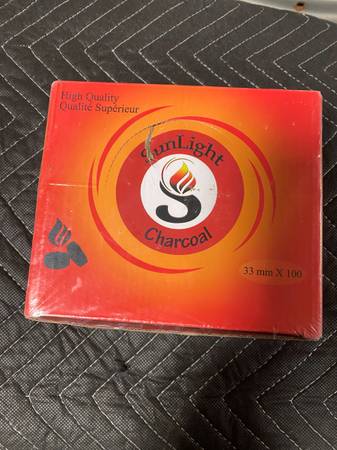 High Quality
Qualité Supérieur
SunLight
S
Charcoal
33 mm X 100